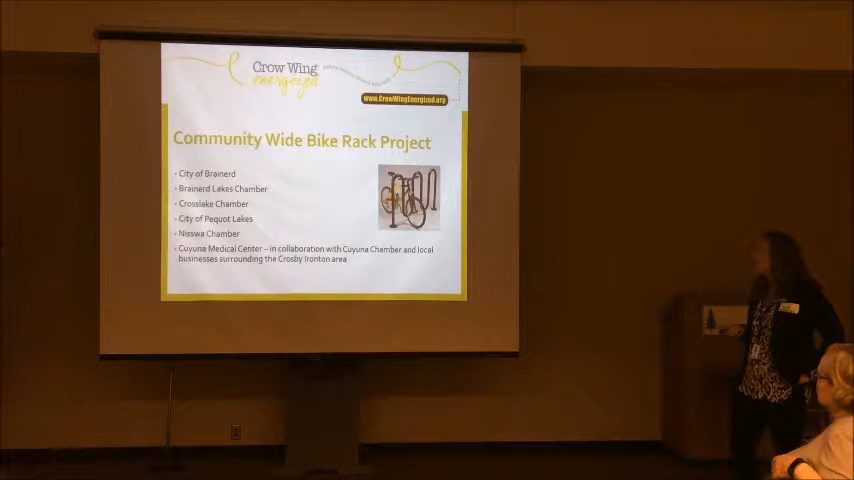 Crow Wing
energized
www.CrowWingEnergized.org
Community Wide Bike Rack Project
• City of Brainerd
• Brainerd Lakes Chamber
• Crosslake Chamber
• City of Pequot Lakes
• Nisswa Chamber
• Cuyuna Medical Center – in collaboration with Cuyuna Chamber and local
businesses surrounding the Crosby Ironton area